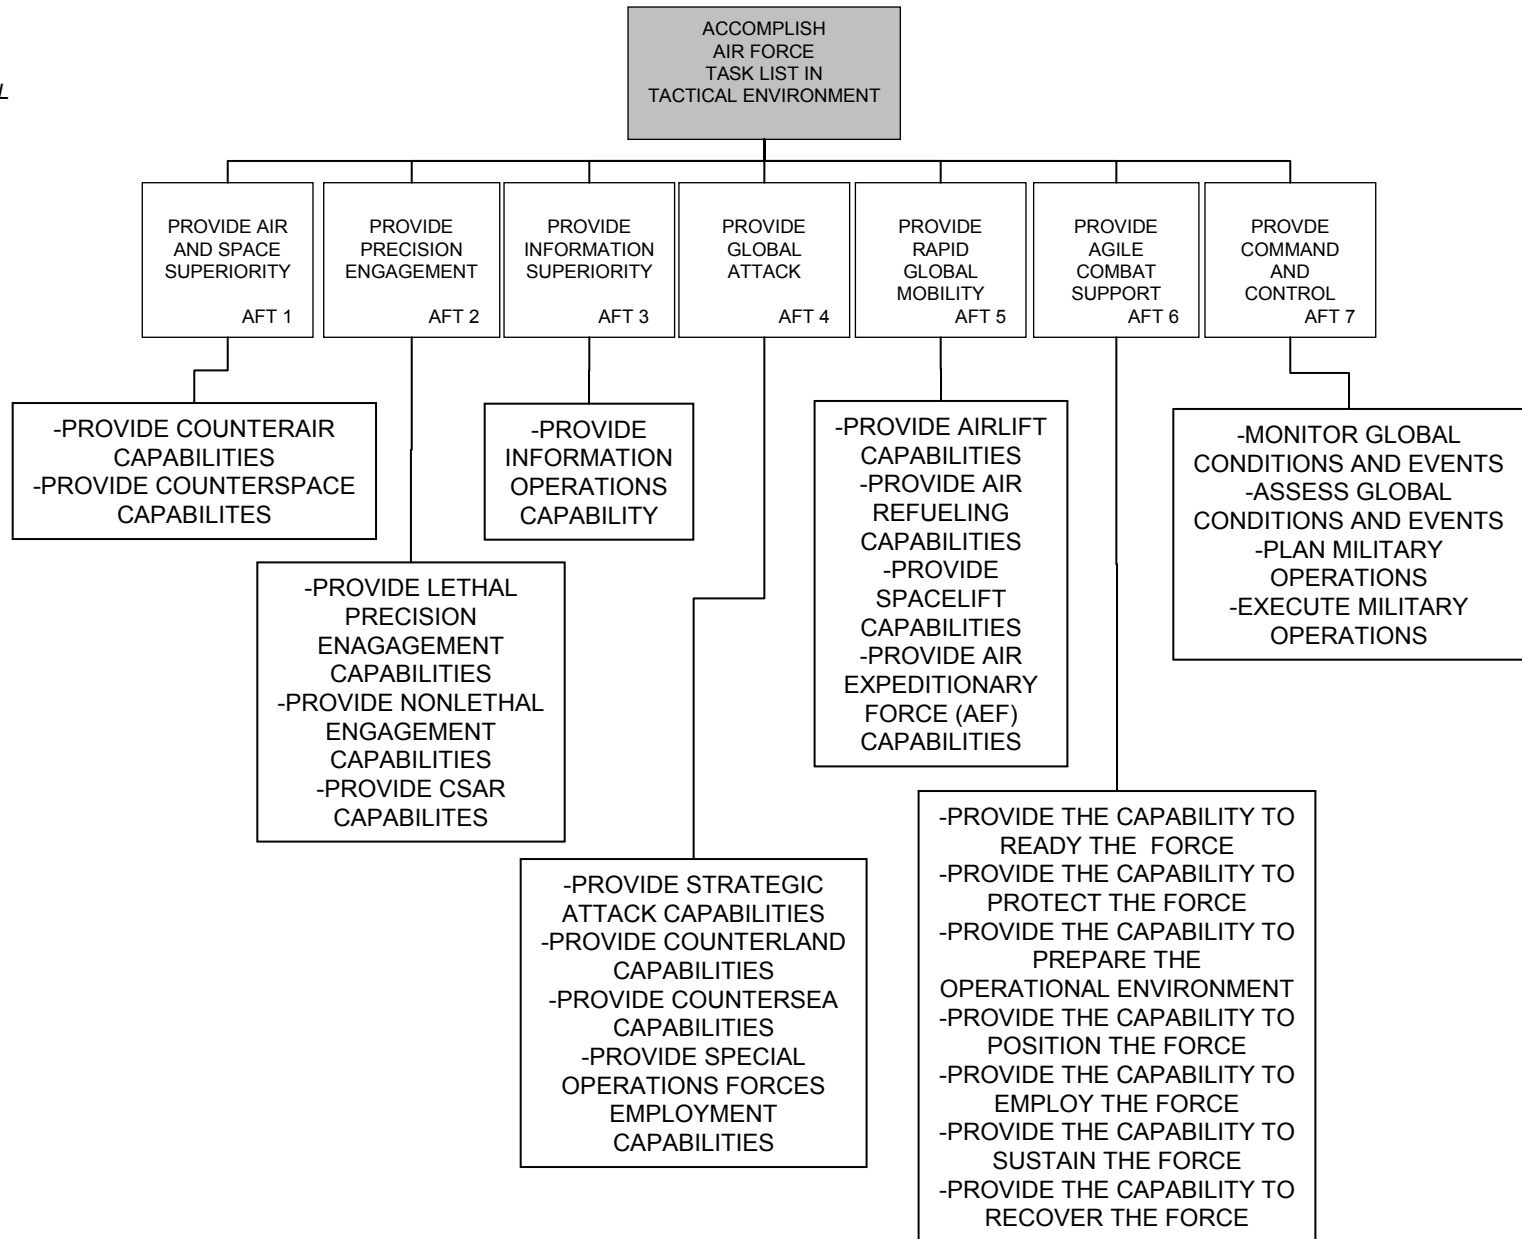 ACCOMPLISH
AIR FORCE
TASK LIST IN
TACTICAL ENVIRONMENT
L
PROVIDE AIR
AND SPACE
SUPERIORITY
AFT 1
PROVIDE
PRECISION
ENGAGEMENT
AFT 2
PROVIDE
INFORMATION
SUPERIORITY
AFT 3
PROVIDE
GLOBAL
ATTACK
AFT 4
PROVIDE
RAPID
GLOBAL
MOBILITY
AFT 5
PROVIDE
AGILE
COMBAT
SUPPORT
AFT 6
PROVDE
COMMAND
AND
CONTROL
AFT 7
-PROVIDE COUNTERAIR
CAPABILITIES
-PROVIDE COUNTERSPACE
CAPABILITES
-PROVIDE LETHAL
PRECISION
ENAGAGEMENT
CAPABILITIES
-PROVIDE NONLETHAL
ENGAGEMENT
CAPABILITIES
-PROVIDE CSAR
CAPABILITES
-PROVIDE
INFORMATION
OPERATIONS
CAPABILITY
-PROVIDE STRATEGIC
ATTACK CAPABILITIES
-PROVIDE COUNTERLAND
CAPABILITIES
-PROVIDE COUNTERSEA
CAPABILITIES
-PROVIDE SPECIAL
OPERATIONS FORCES
EMPLOYMENT
CAPABILITIES
-PROVIDE AIRLIFT
CAPABILITIES
-PROVIDE AIR
REFUELING
CAPABILITIES
-PROVIDE
SPACELIFT
CAPABILITIES
-PROVIDE AIR
EXPEDITIONARY
FORCE (AEF)
CAPABILITIES
-PROVIDE THE CAPABILITY TO
READY THE  FORCE
-PROVIDE THE CAPABILITY TO
PROTECT THE FORCE
-PROVIDE THE CAPABILITY TO
PREPARE THE
OPERATIONAL ENVIRONMENT
-PROVIDE THE CAPABILITY TO
POSITION THE FORCE
-PROVIDE THE CAPABILITY TO
EMPLOY THE FORCE
-PROVIDE THE CAPABILITY TO
SUSTAIN THE FORCE
-PROVIDE THE CAPABILITY TO
RECOVER THE FORCE
-MONITOR GLOBAL
CONDITIONS AND EVENTS
-ASSESS GLOBAL
CONDITIONS AND EVENTS
-PLAN MILITARY
OPERATIONS
-EXECUTE MILITARY
OPERATIONS